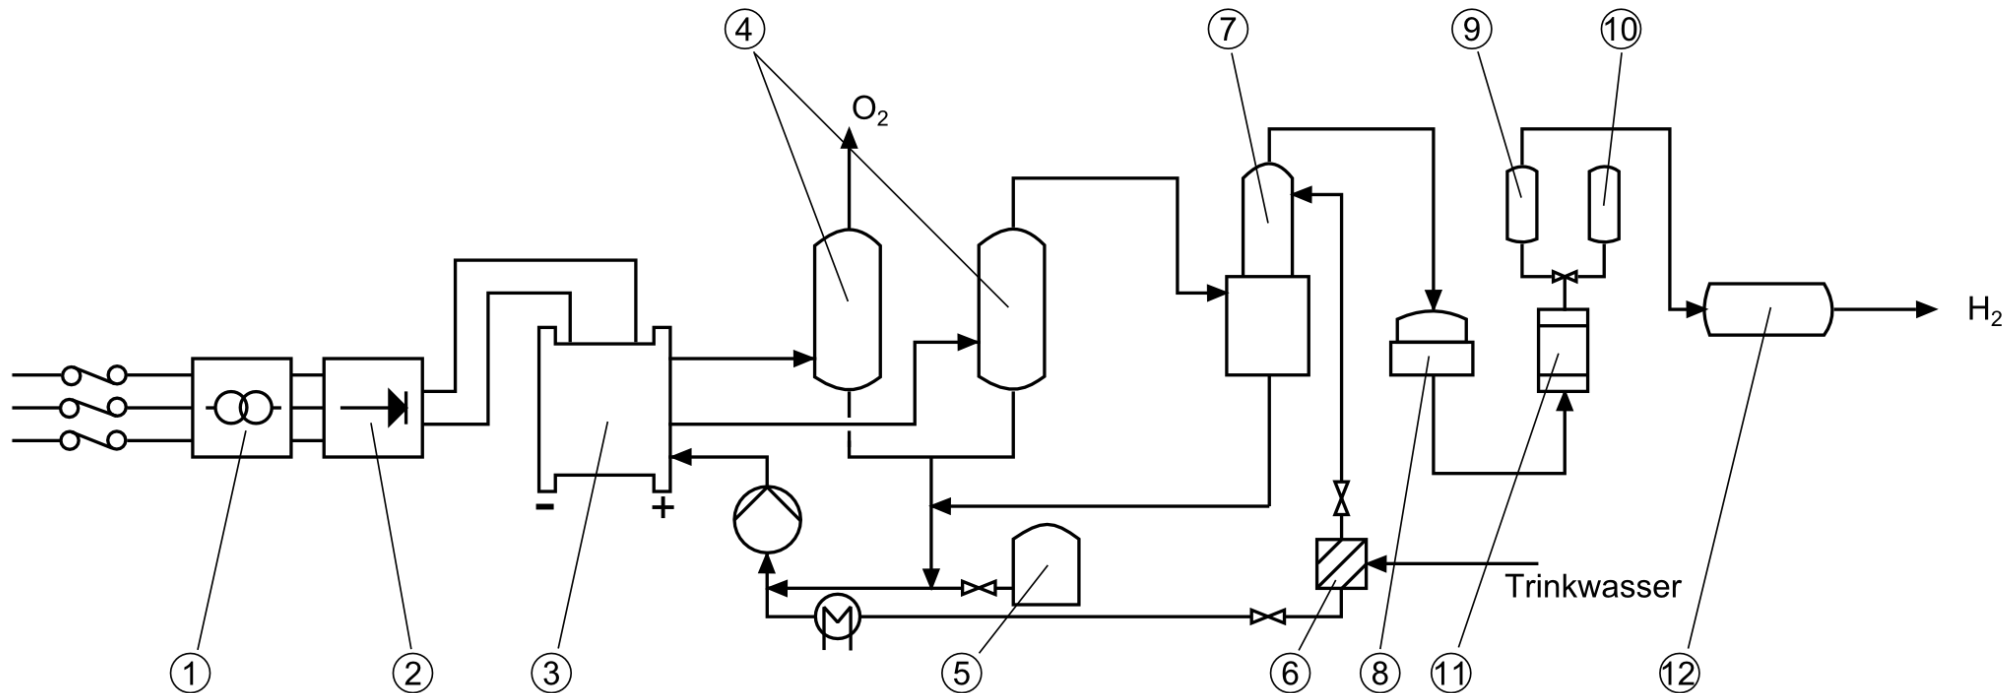 ④ ⑦ ⑨ ⑩
O₂
H₂
- +
Trinkwasser
① ② ③ ⑤ ⑥ ⑧ ⑪ ⑫